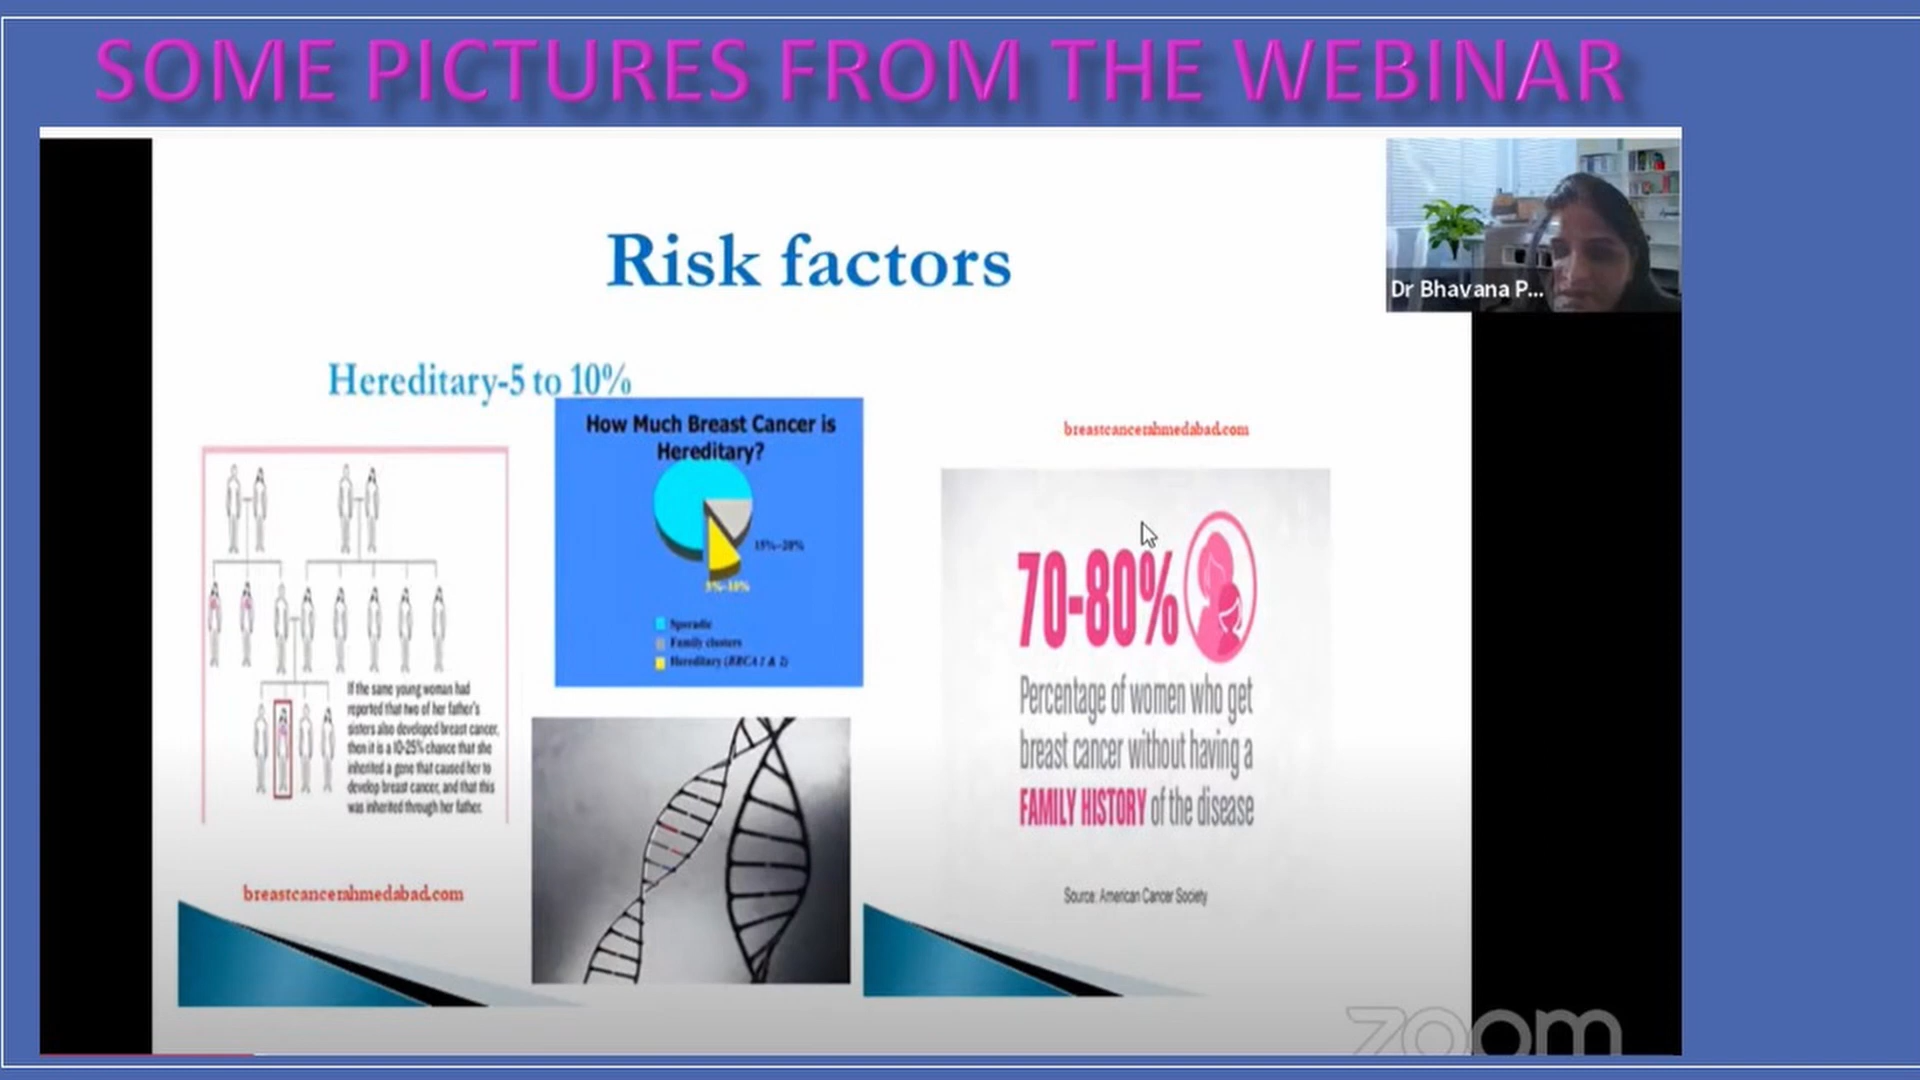 SOME PICTURES FROM THE WEBINAR
Dr Bhavana P...
Risk factors
Hereditary-5 to 10%
How Much Breast Cancer is
Hereditary?
15%-20%
5%-10%
Sporadic
Family clusters
Hereditary (BRCA 1 & 2)
If the same young woman had
reported that two of her father's
sisters also developed breast cancer,
then it is a 10-25% chance that she
inherited a gene that caused her to
develop breast cancer, and that this
was inherited through her father.
breastcancerahmedabad.com
breastcancerahmedabad.com
70-80%
Percentage of women who get
breast cancer without having a
FAMILY HISTORY of the disease
Source: American Cancer Society
zoom